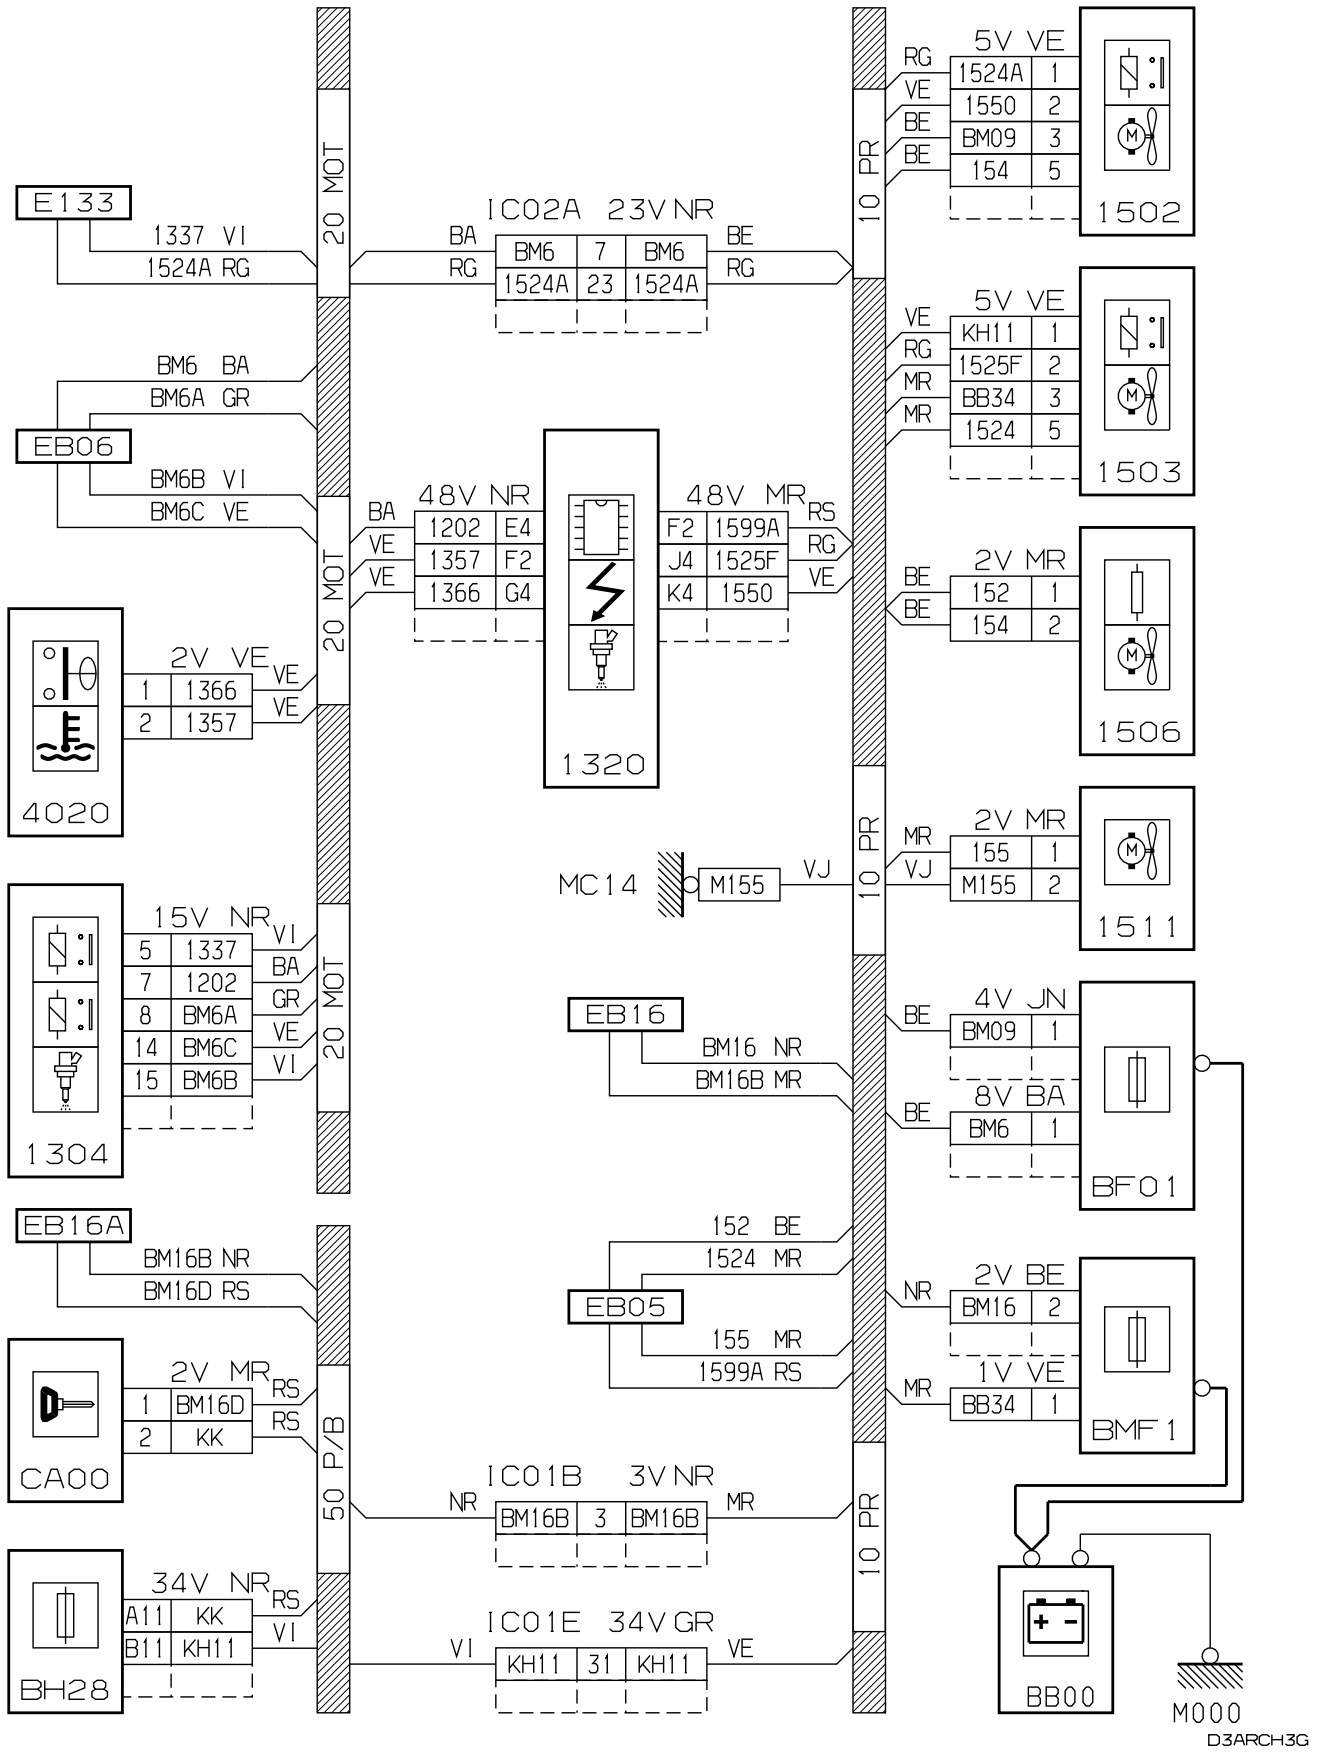 20 MOT
E133
1337 VI
1524A RG
BM6 BA
BM6A GR
EB06
BM6B VI
BM6C VE
20 MOT
2V VE
1 1366 VE
2 1357 VE
4020
15V NR
5 1337 VI
7 1202 BA
8 BM6A GR
14 BM6C VE
15 BM6B VI
1304
20 MOT
EB16A
BM16B NR
BM16D RS
2V MR
1 BM16D RS
2 KK RS
CA00
50 P/B
34V NR
A11 KK RS
B11 KH11 VI
BH28
IC02A 23V NR
BA BM6 7 BM6 BE
RG 1524A 23 1524A RG
48V NR
BA 1202 E4
VE 1357 F2
VE 1366 G4
48V MR
F2 1599A RS
J4 1525F RG
K4 1550 VE
1320
MC14 M155 VJ
EB16
BM16 NR
BM16B MR
152 BE
1524 MR
EB05
155 MR
1599A RS
IC01B 3V NR
NR BM16B 3 BM16B MR
IC01E 34V GR
VI KH11 31 KH11 VE
10 PR
10 PR
10 PR
5V VE
RG 1524A 1
VE 1550 2
BE BM09 3
BE 154 5
M
1502
5V VE
VE KH11 1
RG 1525F 2
MR BB34 3
MR 1524 5
M
1503
2V MR
BE 152 1
BE 154 2
M
1506
2V MR
MR 155 1
VJ M155 2
M
1511
4V JN
BE BM09 1
8V BA
BE BM6 1
BF01
2V BE
NR BM16 2
1V VE
MR BB34 1
BMF1
+ -
BB00
M000
D3ARCH3G